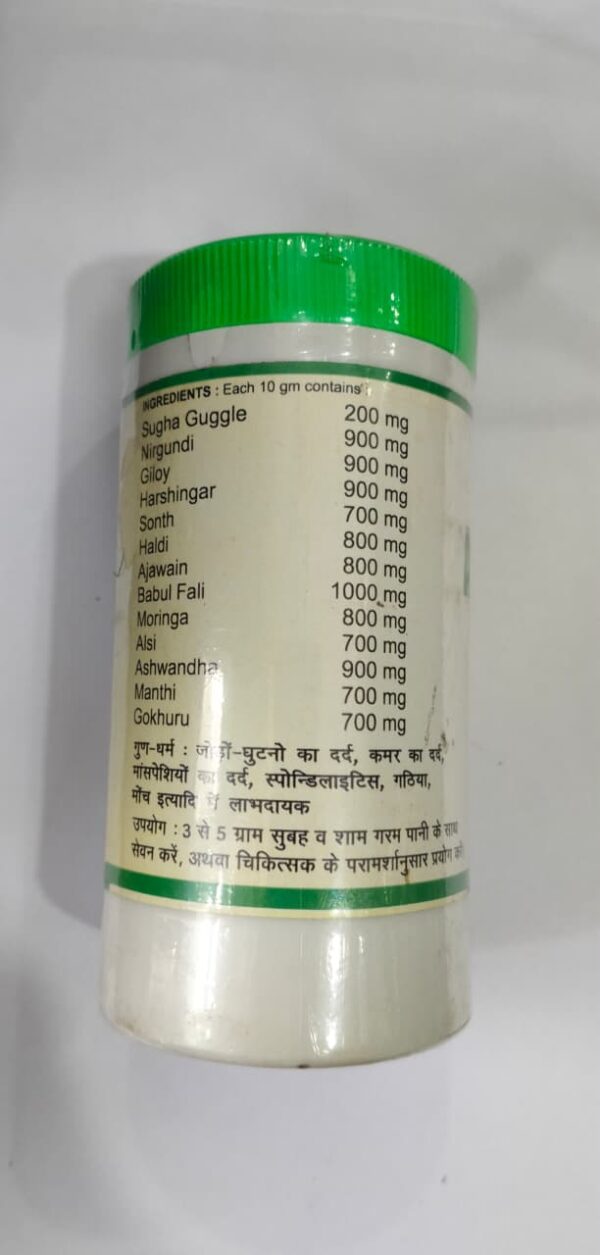 INGREDIENTS : Each 10 gm contains
Sugha Guggle 200 mg
Nirgundi 900 mg
Giloy 900 mg
Harshingar 900 mg
Sonth 700 mg
Haldi 800 mg
Ajawain 800 mg
Babul Fali 1000 mg
Moringa 800 mg
Alsi 700 mg
Ashwandha 900 mg
Manthi 700 mg
Gokhuru 700 mg
गुण-धर्म : जोड़ों-घुटनो का दर्द, कमर का दर्द,
मांसपेशियों का दर्द, स्पोन्डिलाइटिस, गठिया,
मोंच इत्यादि में लाभदायक
उपयोग : 3 से 5 ग्राम सुबह व शाम गरम पानी के साथ
सेवन करें, अथवा चिकित्सक के परामर्शानुसार प्रयोग